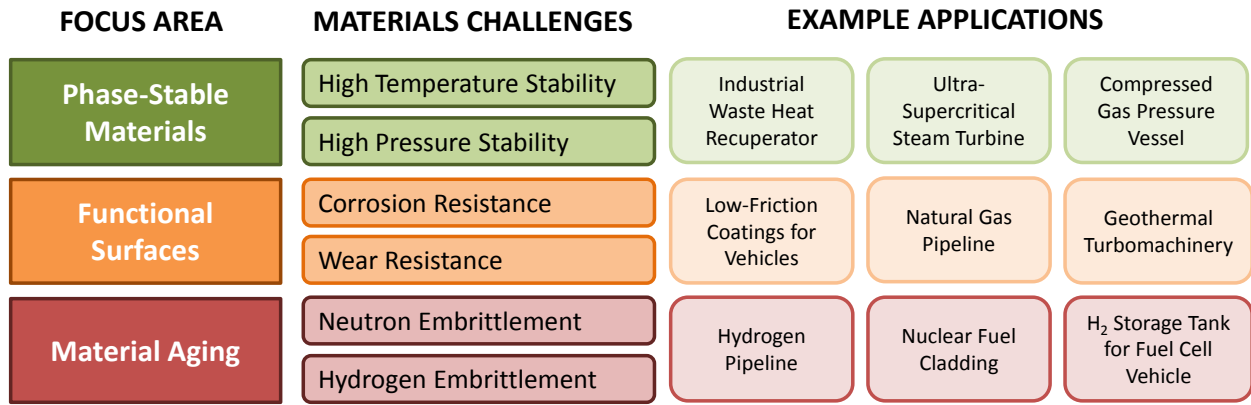 FOCUS AREA
MATERIALS CHALLENGES
EXAMPLE APPLICATIONS
Phase-Stable
Materials
High Temperature Stability
High Pressure Stability
Industrial
Waste Heat
Recuperator
Ultra-
Supercritical
Steam Turbine
Compressed
Gas Pressure
Vessel
Functional
Surfaces
Corrosion Resistance
Wear Resistance
Low-Friction
Coatings for
Vehicles
Natural Gas
Pipeline
Geothermal
Turbomachinery
Material Aging
Neutron Embrittlement
Hydrogen Embrittlement
Hydrogen
Pipeline
Nuclear Fuel
Cladding
H₂ Storage Tank
for Fuel Cell
Vehicle